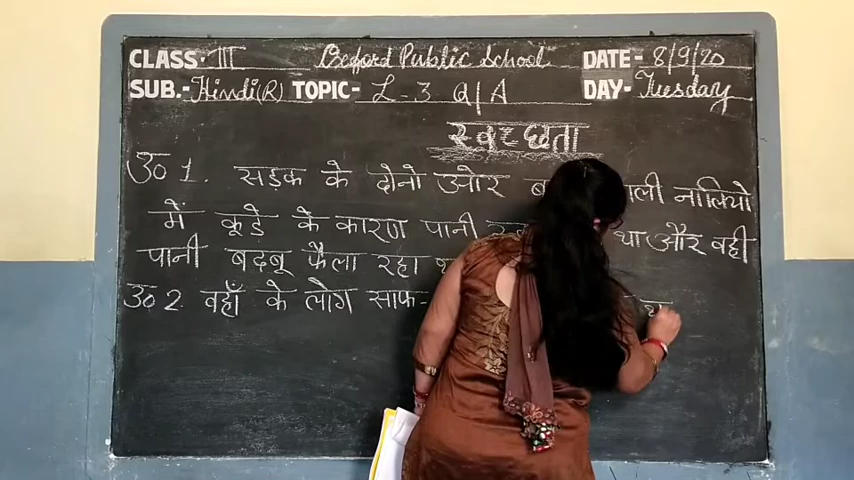 CLASS:- III Bedford Public School DATE - 8/9/20
SUB.-Hindi(R) TOPIC- L-3 Q/A DAY- Tuesday
स्वच्छता
उ० 1. सड़क के दोनो ओर नालियो
में कूड़े के कारण पानी था और वही
पानी बदबू फैला रहा
उ० 2. वहाँ के लोग साफ-